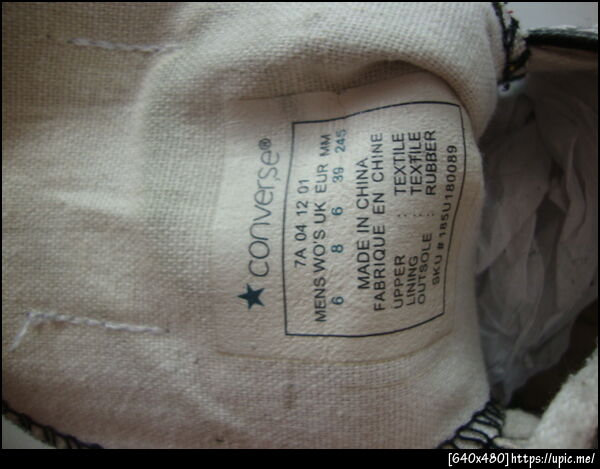 ★ CONVERSE®
7A 04 12 01
MENS WO'S UK EUR MM
6 8 6 39 245
MADE IN CHINA
FABRIQUE EN CHINE
UPPER : TEXTILE
LINING : TEXTILE
OUTSOLE : RUBBER
SKU # 185U180089
[640x480]https://upic.me/